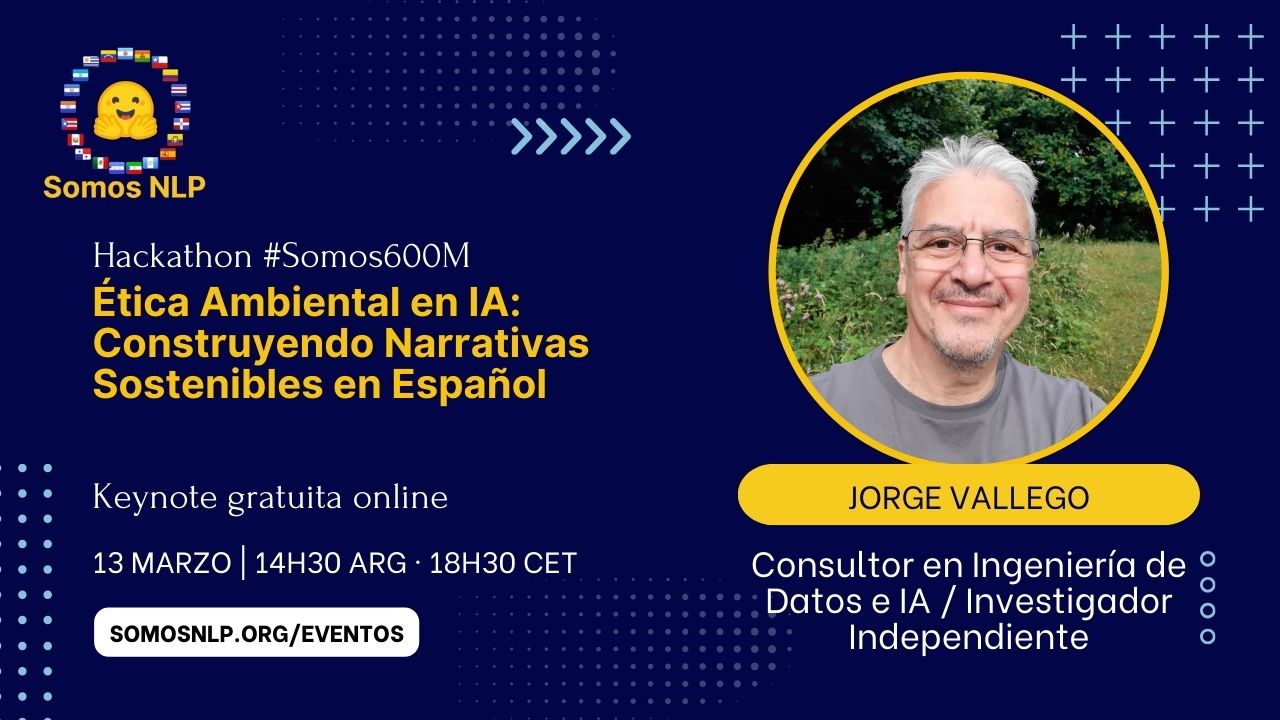 Somos NLP
Hackathon #Somos600M
Ética Ambiental en IA:
Construyendo Narrativas
Sostenibles en Español
Keynote gratuita online
13 MARZO | 14H30 ARG · 18H30 CET
SOMOSNLP.ORG/EVENTOS
JORGE VALLEGO
Consultor en Ingeniería de
Datos e IA / Investigador
Independiente